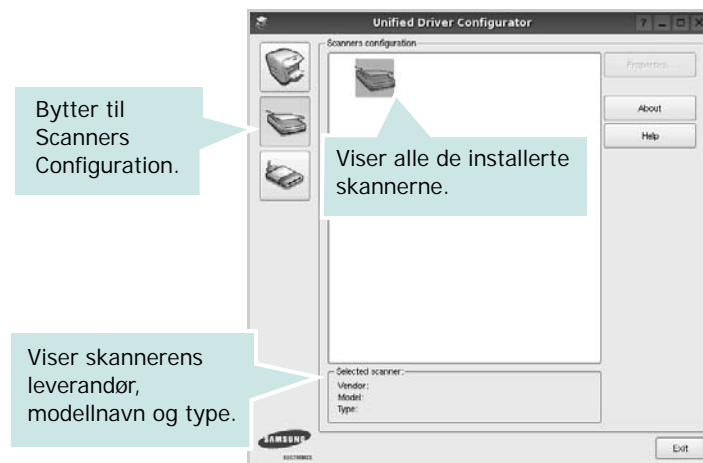 Unified Driver Configurator
Scanners configuration
Properties...
About
Help
Bytter til
Scanners
Configuration.
Viser alle de installerte
skannerne.
Viser skannerens
leverandør,
modellnavn og type.
Selected scanner:
Vendor:
Model:
Type:
SAMSUNG
ELECTRONICS
Exit